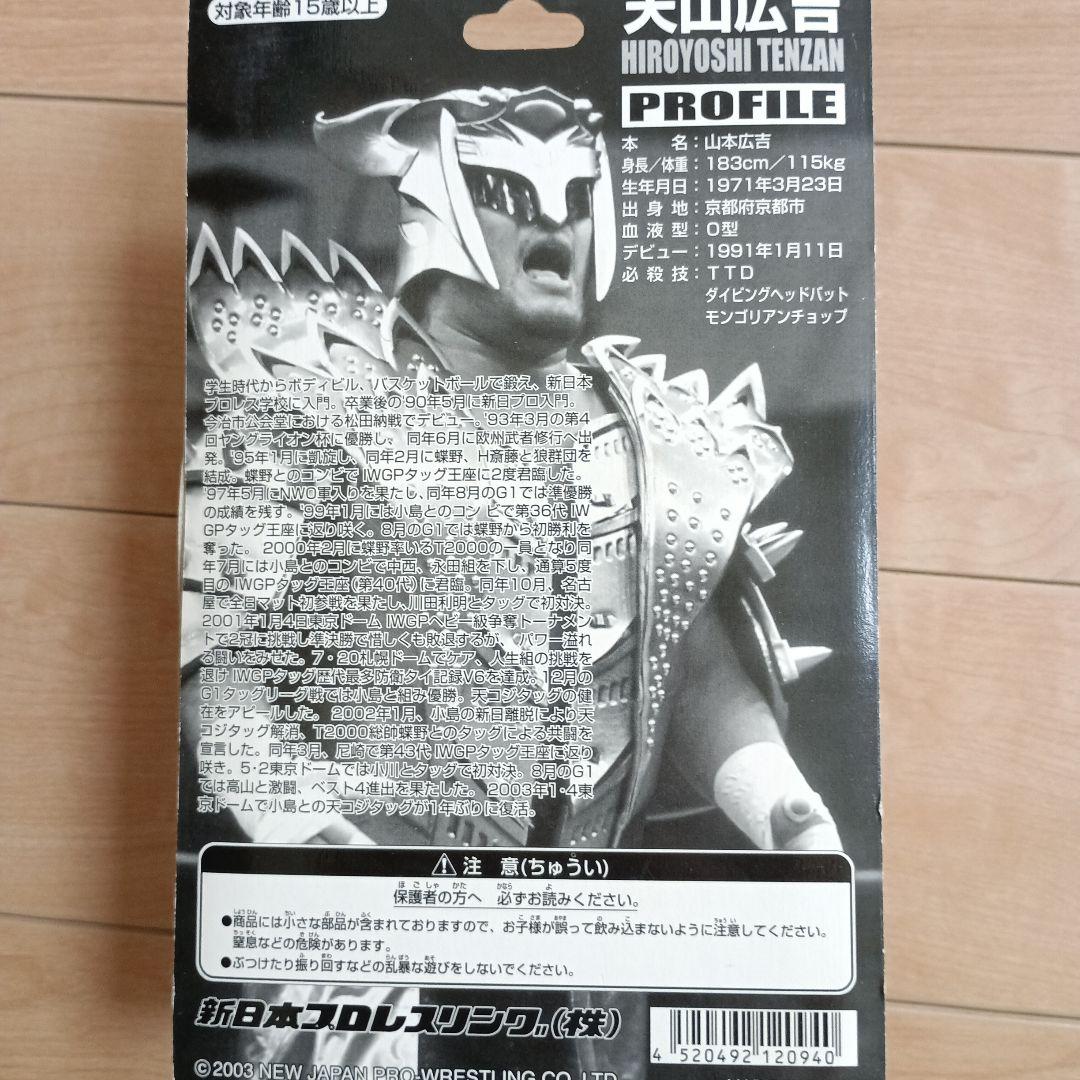 対象年齢15歳以上
天山広吉
HIROYOSHI TENZAN
PROFILE
本名：山本広吉
身長／体重：183cm／115kg
生年月日：1971年3月23日
出身地：京都府京都市
血液型：O型
デビュー：1991年1月11日
必殺技：TTD
ダイビングヘッドバット
モンゴリアンチョップ
学生時代からボディビル、バスケットボールで鍛え、新日本
プロレス学校に入門。卒業後の'90年5月に新日プロ入門。
今治市公会堂における松田納戦でデビュー。'93年3月の第4
回ヤングライオン杯に優勝し、同年6月に欧州武者修行へ出
発。'95年1月に凱旋し、同年2月に蝶野、H斎藤と狼群団を
結成。蝶野とのコンビで IWGPタッグ王座に2度君臨した。
'97年5月にNWO軍入りを果たし、同年8月のG1では準優勝
の成績を残す。'99年1月には小島とのコンビで第36代 IW
GPタッグ王座に返り咲く。8月のG1では蝶野から初勝利を
奪った。2000年2月に蝶野率いるT2000の一員となり同
年7月には小島とのコンビで中西、永田組を下し、通算5度
目の IWGPタッグ王座(第40代)に君臨。同年10月、名古
屋で全日マット初参戦を果たし、川田利明とタッグで初対決。
2001年1月4日東京ドーム IWGPヘビー級争奪トーナメン
トで2冠に挑戦し準決勝で惜しくも敗退するが、パワー溢れ
る闘いをみせた。7・20札幌ドームでケア、人生組の挑戦を
退け IWGPタッグ歴代最多防衛タイ記録V6を達成。12月の
G1タッグリーグ戦では小島と組み優勝。天コジタッグの健
在をアピールした。2002年1月、小島の新日離脱により天
コジタッグ解消、T2000総帥蝶野とのタッグによる共闘を
宣言した。同年3月、尼崎で第43代 IWGPタッグ王座に返り
咲き。5・2東京ドームでは小川とタッグで初対決。8月のG1
では高山と激闘、ベスト4進出を果たした。2003年1・4東
京ドームで小島との天コジタッグが1年ぶりに復活。
⚠注 意(ちゅうい)
保護者の方へ 必ずお読みください。
●商品には小さな部品が含まれておりますので、お子様が誤って飲み込まないように注意してください。
窒息などの危険があります。
●ぶつけたり振り回すなどの乱暴な遊びをしないでください。
新日本プロレスリング(株)
4 520492 120940
©2003 NEW JAPAN PRO-WRESTLING CO.,LTD.